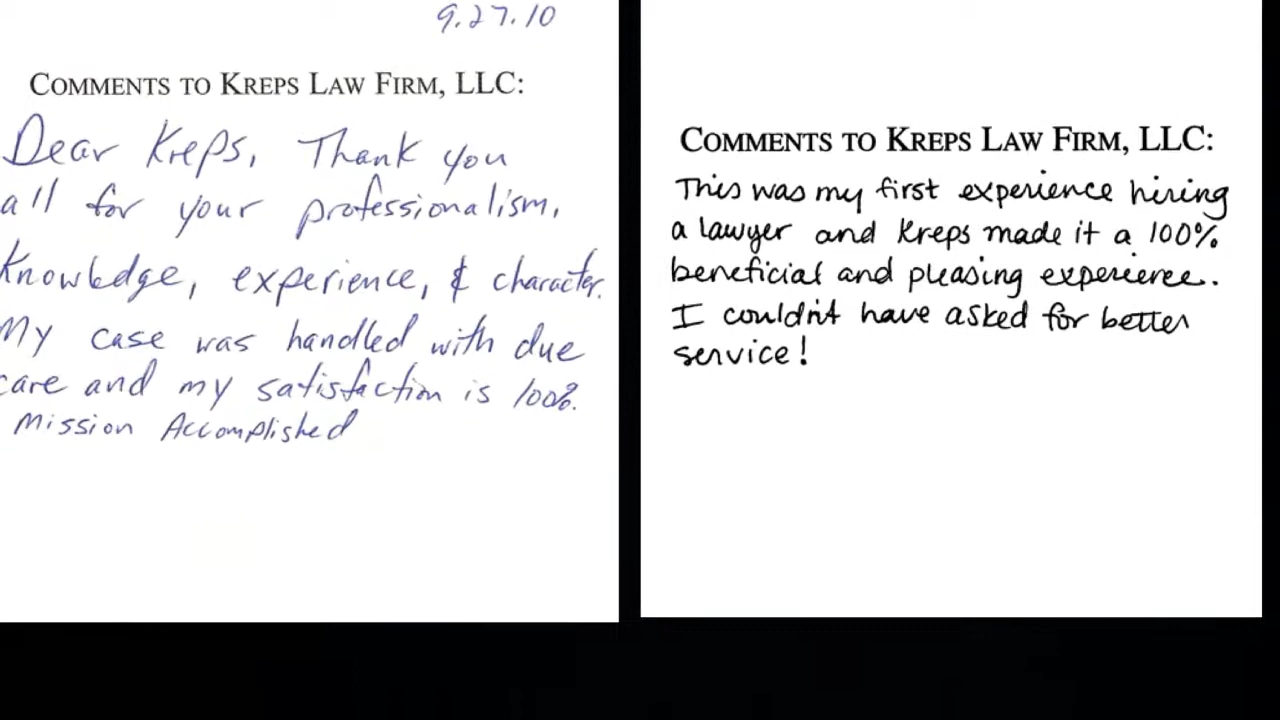 9.27.10
COMMENTS TO KREPS LAW FIRM, LLC:
Dear Kreps, Thank you
all for your professionalism,
Knowledge, experience, & character.
My case was handled with due
care and my satisfaction is 100%.
Mission Accomplished
COMMENTS TO KREPS LAW FIRM, LLC:
This was my first experience hiring
a lawyer and Kreps made it a 100%
beneficial and pleasing experience.
I couldn't have asked for better
service!